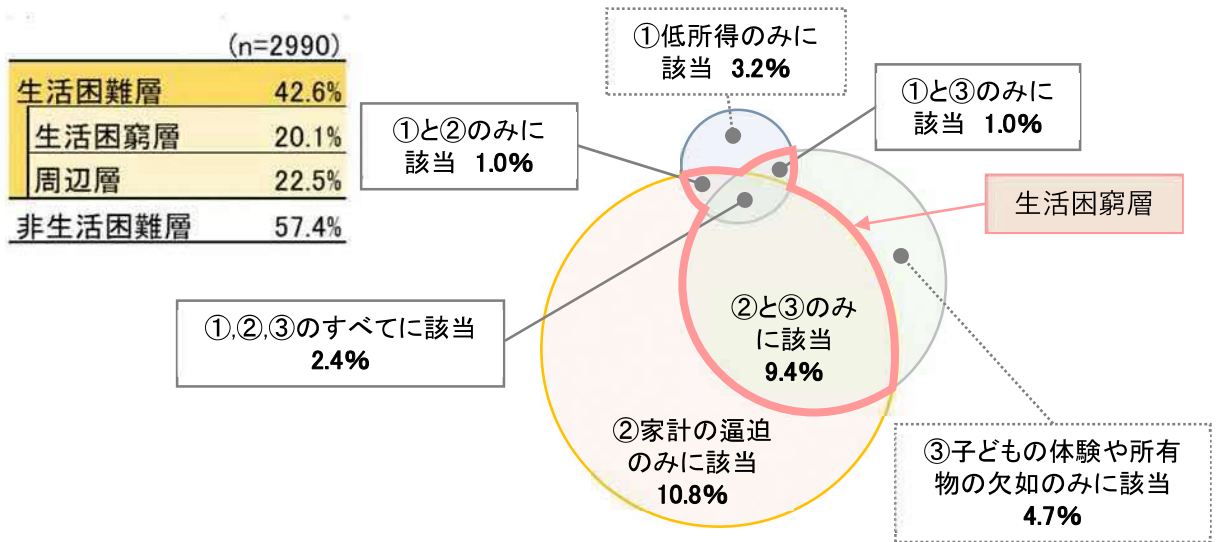 (n=2990)
生活困難層 42.6%
生活困窮層 20.1%
周辺層 22.5%
非生活困難層 57.4%
①低所得のみに
該当 3.2%
①と②のみに
該当 1.0%
①と③のみに
該当 1.0%
生活困窮層
①,②,③のすべてに該当
2.4%
②と③のみ
に該当
9.4%
②家計の逼迫
のみに該当
10.8%
③子どもの体験や所有
物の欠如のみに該当
4.7%